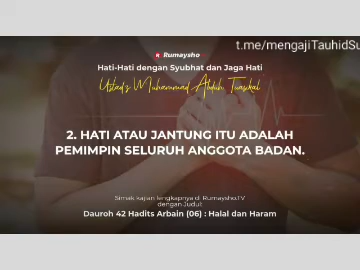 Rumaysho
t.me/mengajiTauhidSu
Hati-Hati dengan Syubhat dan Jaga Hati
Ustadz Muhammad Abduh Tuasikal
2. HATI ATAU JANTUNG ITU ADALAH
PEMIMPIN SELURUH ANGGOTA BADAN.
Simak kajian lengkapnya di Rumaysho.TV
dengan Judul:
Dauroh 42 Hadits Arbain (06) : Halal dan Haram